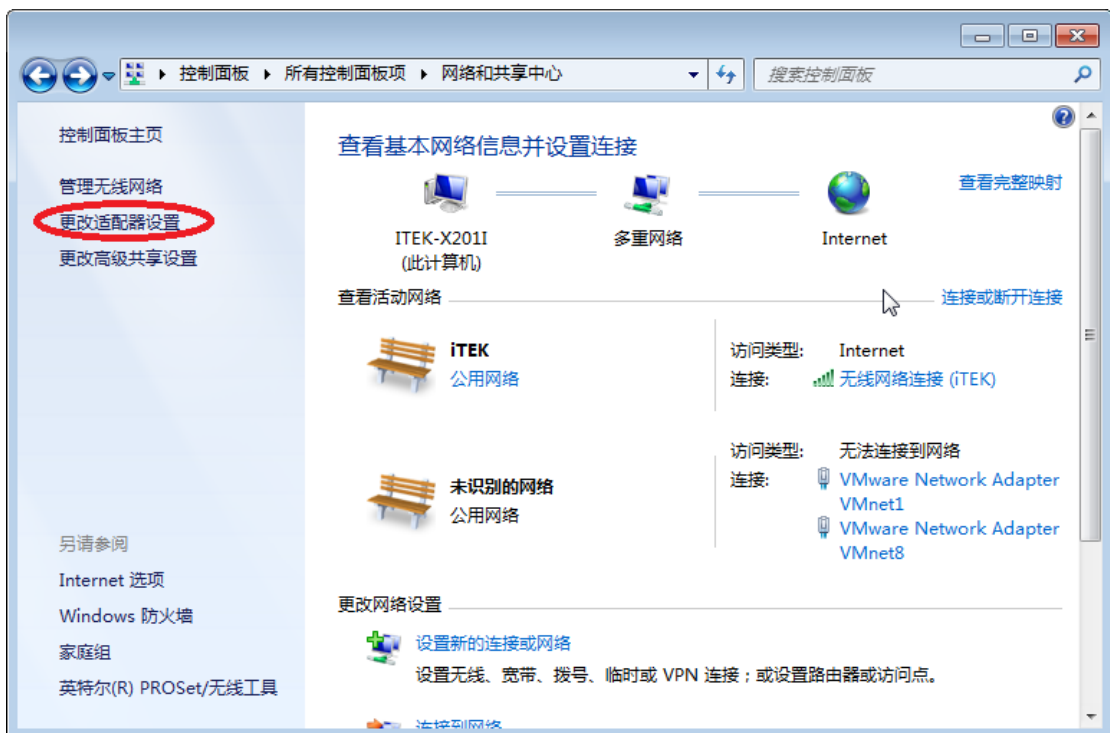 控制面板 ▸ 所有控制面板项 ▸ 网络和共享中心
搜索控制面板
控制面板主页
管理无线网络
更改适配器设置
更改高级共享设置
另请参阅
Internet 选项
Windows 防火墙
家庭组
英特尔(R) PROSet/无线工具
查看基本网络信息并设置连接
查看完整映射
ITEK-X201I
(此计算机)
多重网络
Internet
查看活动网络
连接或断开连接
iTEK
公用网络
访问类型: Internet
连接: 无线网络连接 (iTEK)
未识别的网络
公用网络
访问类型: 无法连接到网络
连接: VMware Network Adapter
VMnet1
VMware Network Adapter
VMnet8
更改网络设置
设置新的连接或网络
设置无线、宽带、拨号、临时或 VPN 连接；或设置路由器或访问点。
连接到网络